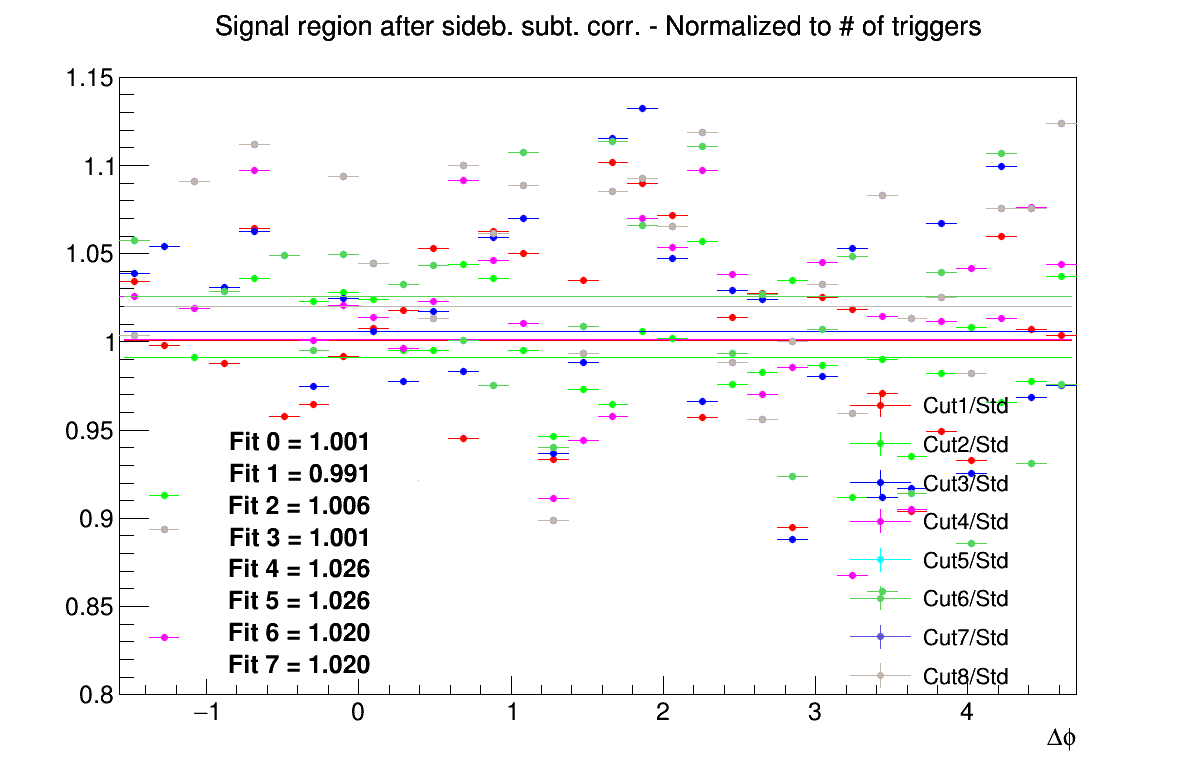 Signal region after sideb. subt. corr. - Normalized to # of triggers
1.15
1.1
1.05
1
0.95
0.9
0.85
0.8
Fit 0 = 1.001
Fit 1 = 0.991
Fit 2 = 1.006
Fit 3 = 1.001
Fit 4 = 1.026
Fit 5 = 1.026
Fit 6 = 1.020
Fit 7 = 1.020
Cut1/Std
Cut2/Std
Cut3/Std
Cut4/Std
Cut5/Std
Cut6/Std
Cut7/Std
Cut8/Std
−1 0 1 2 3 4
Δϕ